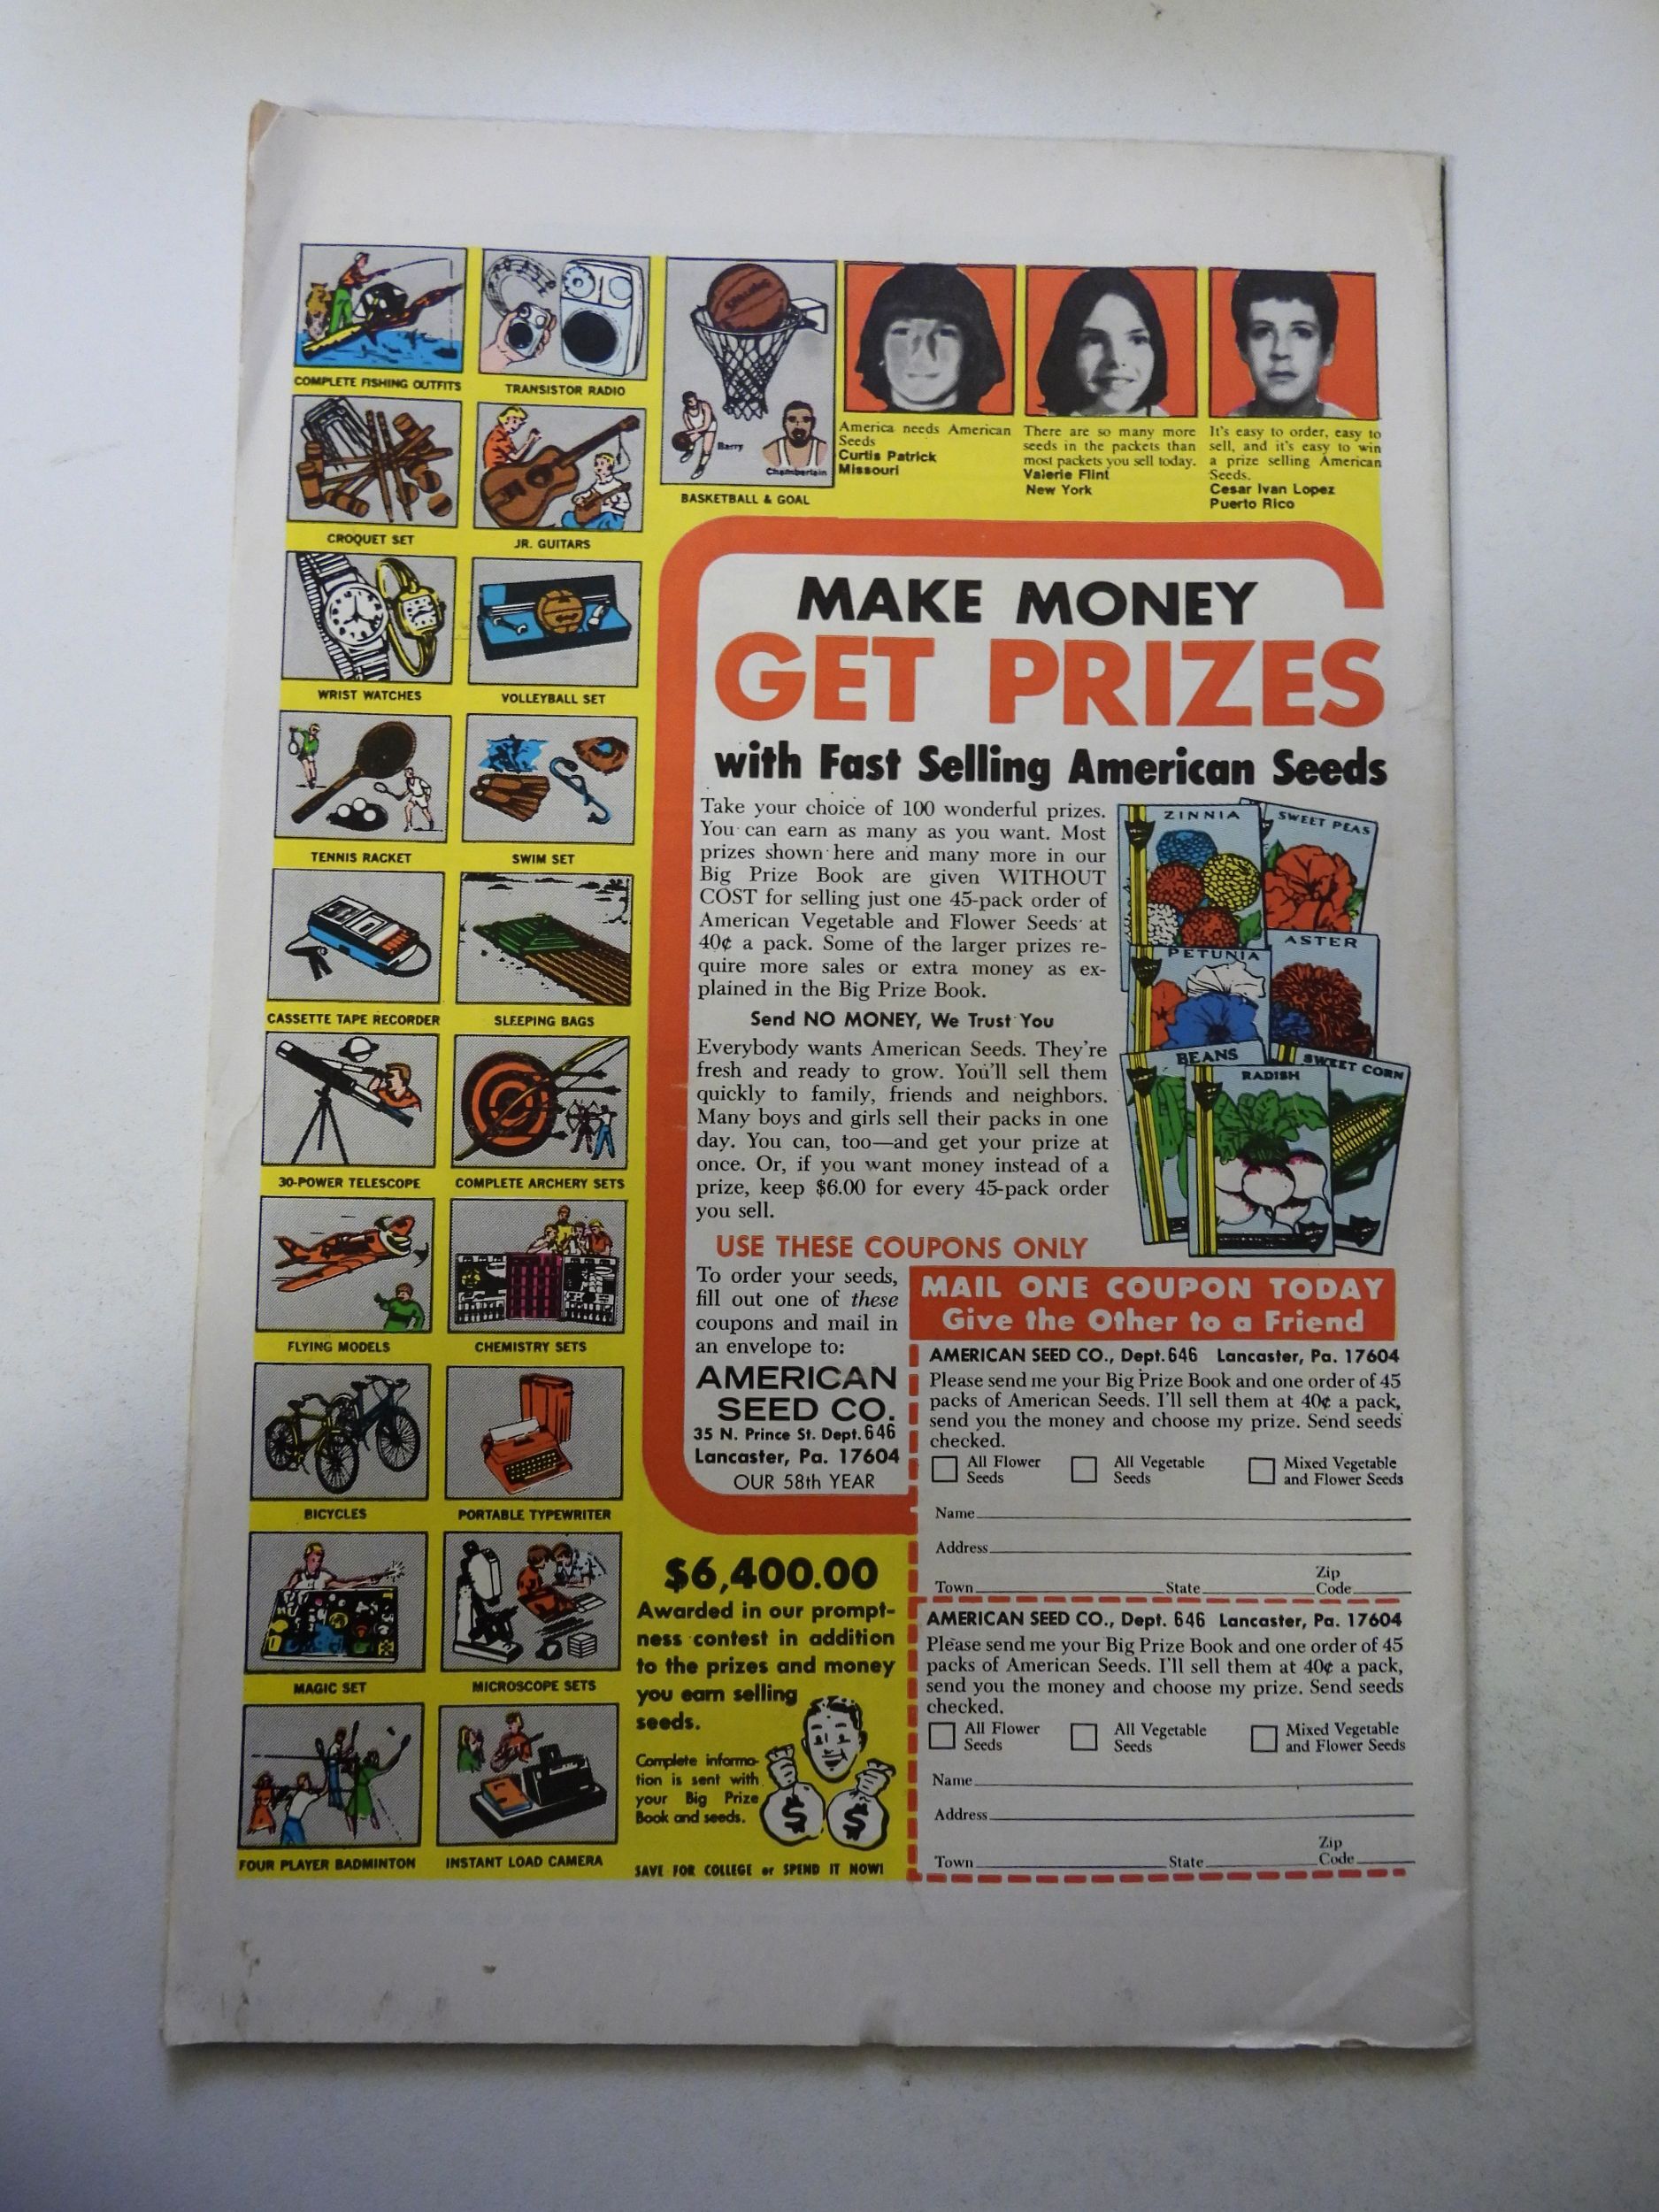 COMPLETE FISHING OUTFITS
TRANSISTOR RADIO
CROQUET SET
JR. GUITARS
WRIST WATCHES
VOLLEYBALL SET
TENNIS RACKET
SWIM SET
CASSETTE TAPE RECORDER
SLEEPING BAGS
30-POWER TELESCOPE
COMPLETE ARCHERY SETS
FLYING MODELS
CHEMISTRY SETS
BICYCLES
PORTABLE TYPEWRITER
MAGIC SET
MICROSCOPE SETS
FOUR PLAYER BADMINTON
INSTANT LOAD CAMERA
SPALDING
Barry
Chamberlain
BASKETBALL & GOAL
America needs American
Seeds
Curtis Patrick
Missouri
There are so many more
seeds in the packets than
most packets you sell today.
Valerie Flint
New York
It's easy to order, easy to
sell, and it's easy to win
a prize selling American
Seeds.
Cesar Ivan Lopez
Puerto Rico
MAKE MONEY
GET PRIZES
with Fast Selling American Seeds
Take your choice of 100 wonderful prizes.
You can earn as many as you want. Most
prizes shown here and many more in our
Big Prize Book are given WITHOUT
COST for selling just one 45-pack order of
American Vegetable and Flower Seeds at
40¢ a pack. Some of the larger prizes re-
quire more sales or extra money as ex-
plained in the Big Prize Book.
Send NO MONEY, We Trust You
Everybody wants American Seeds. They're
fresh and ready to grow. You'll sell them
quickly to family, friends and neighbors.
Many boys and girls sell their packs in one
day. You can, too—and get your prize at
once. Or, if you want money instead of a
prize, keep $6.00 for every 45-pack order
you sell.
ZINNIA
SWEET PEAS
PETUNIA
ASTER
BEANS
RADISH
SWEET CORN
USE THESE COUPONS ONLY
To order your seeds,
fill out one of these
coupons and mail in
an envelope to:
AMERICAN
SEED CO.
35 N. Prince St. Dept. 646
Lancaster, Pa. 17604
OUR 58th YEAR
$6,400.00
Awarded in our prompt-
ness contest in addition
to the prizes and money
you earn selling
seeds.
Complete informa-
tion is sent with
your Big Prize
Book and seeds.
$ $
SAVE FOR COLLEGE or SPEND IT NOW!
MAIL ONE COUPON TODAY
Give the Other to a Friend
AMERICAN SEED CO., Dept. 646 Lancaster, Pa. 17604
Please send me your Big Prize Book and one order of 45
packs of American Seeds. I'll sell them at 40¢ a pack,
send you the money and choose my prize. Send seeds
checked.
All Flower Seeds
All Vegetable Seeds
Mixed Vegetable and Flower Seeds
Name
Address
Town State Zip Code
AMERICAN SEED CO., Dept. 646 Lancaster, Pa. 17604
Please send me your Big Prize Book and one order of 45
packs of American Seeds. I'll sell them at 40¢ a pack,
send you the money and choose my prize. Send seeds
checked.
All Flower Seeds
All Vegetable Seeds
Mixed Vegetable and Flower Seeds
Name
Address
Town State Zip Code